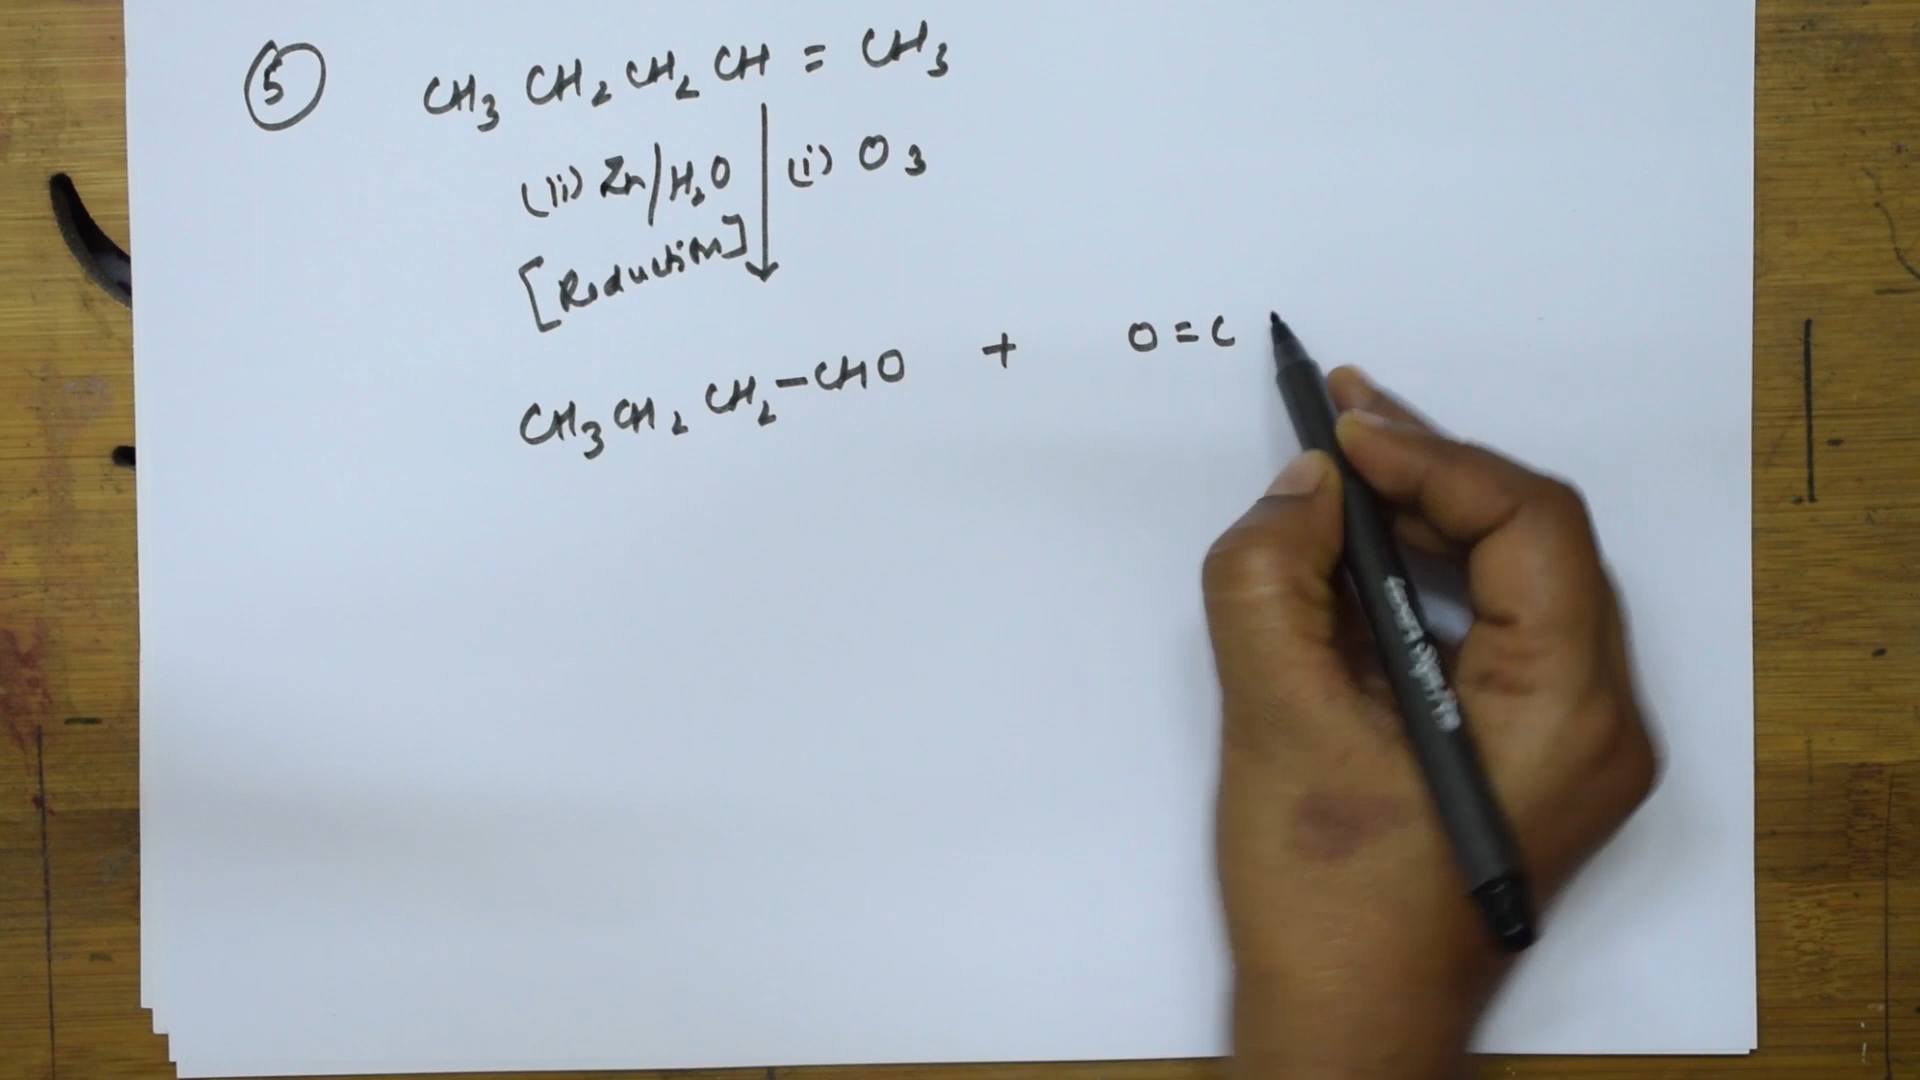 5 CH3 CH2 CH2 CH = CH3
(ii) Zn/H2O (i) O3
[Reduction]
CH3 CH2 CH2-CHO + O=C